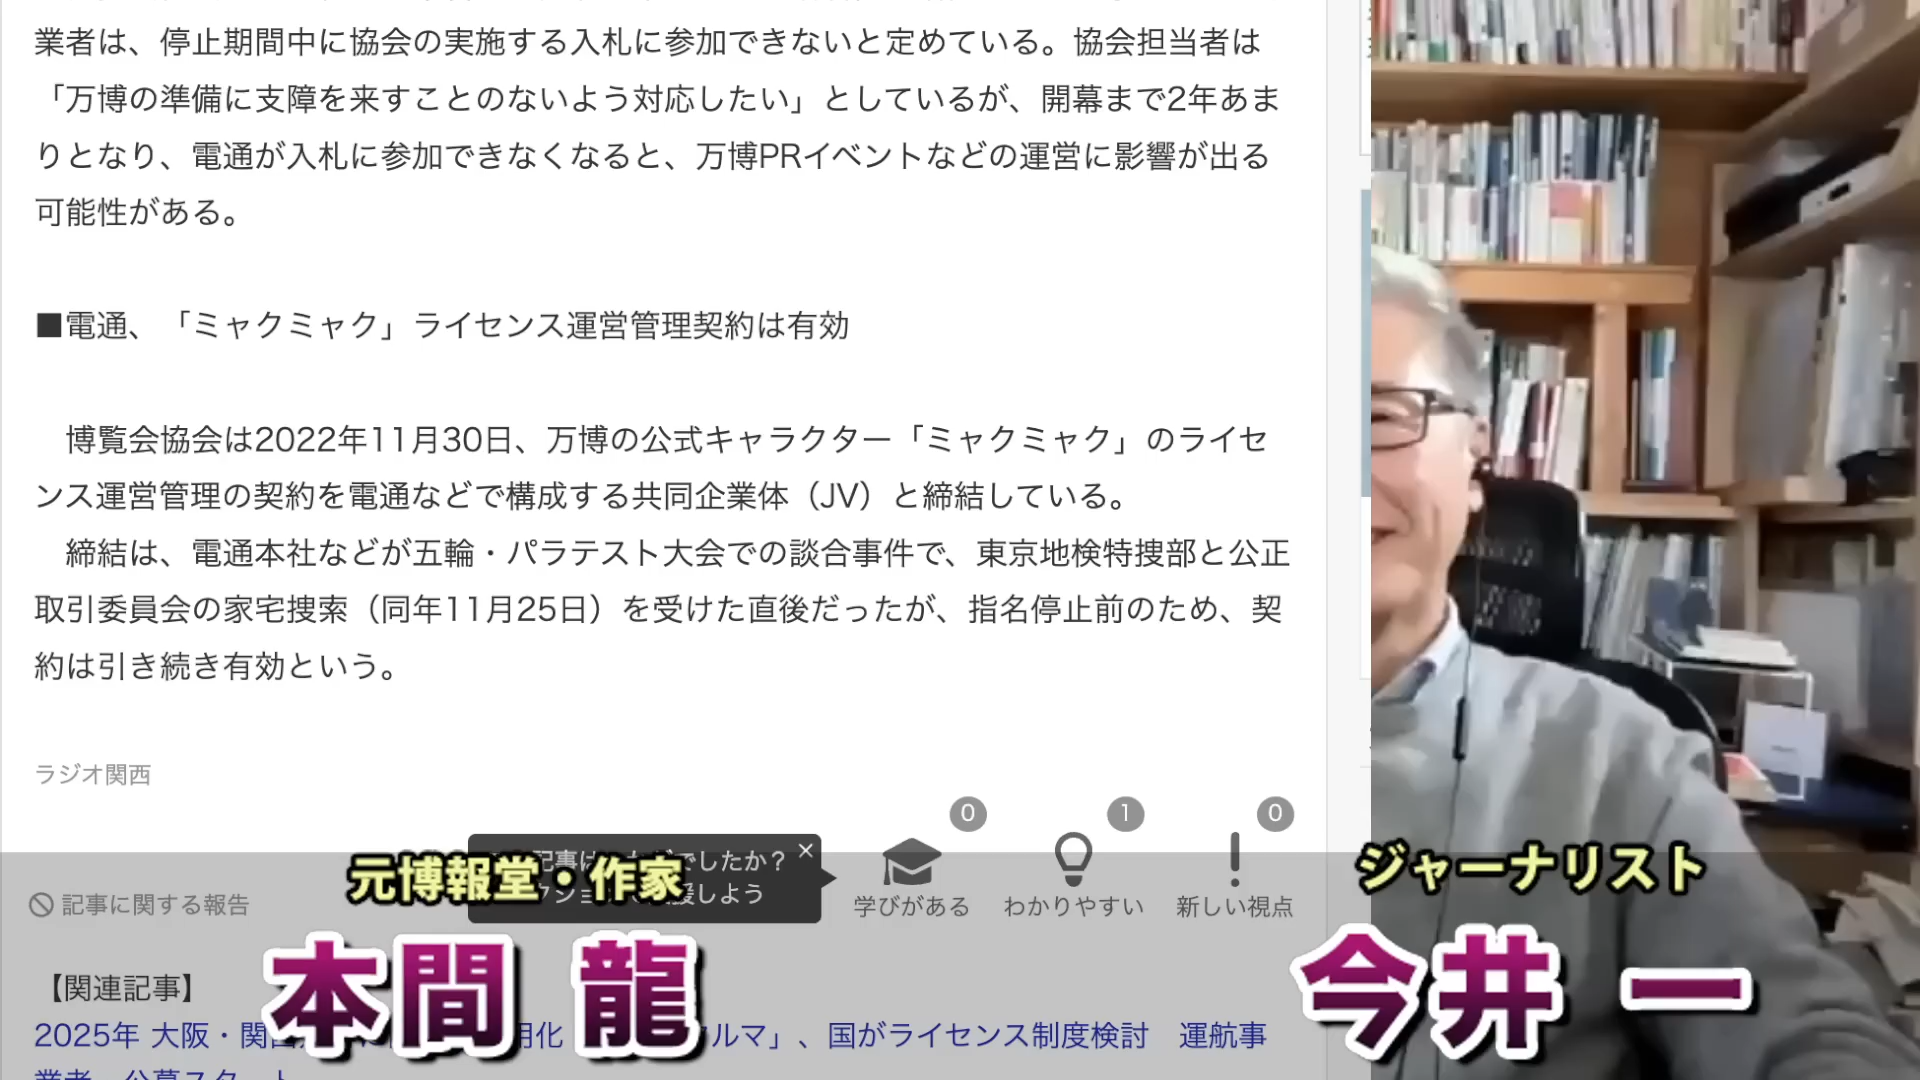 業者は、停止期間中に協会の実施する入札に参加できないと定めている。協会担当者は
「万博の準備に支障を来すことのないよう対応したい」としているが、開幕まで2年あま
りとなり、電通が入札に参加できなくなると、万博PRイベントなどの運営に影響が出る
可能性がある。
■電通、「ミャクミャク」ライセンス運営管理契約は有効
博覧会協会は2022年11月30日、万博の公式キャラクター「ミャクミャク」のライセ
ンス運営管理の契約を電通などで構成する共同企業体（JV）と締結している。
締結は、電通本社などが五輪・パラテスト大会での談合事件で、東京地検特捜部と公正
取引委員会の家宅捜索（同年11月25日）を受けた直後だったが、指名停止前のため、契
約は引き続き有効という。
ラジオ関西
0
1
0
記事は
でしたか？
×
しよう
学びがある
わかりやすい
新しい視点
記事に関する報告
元博報堂・作家
本間 龍
ジャーナリスト
今井 一
【関連記事】
2025年 大阪・関
用化
ルマ」、国がライセンス制度検討　運航事
業者 公募スタート